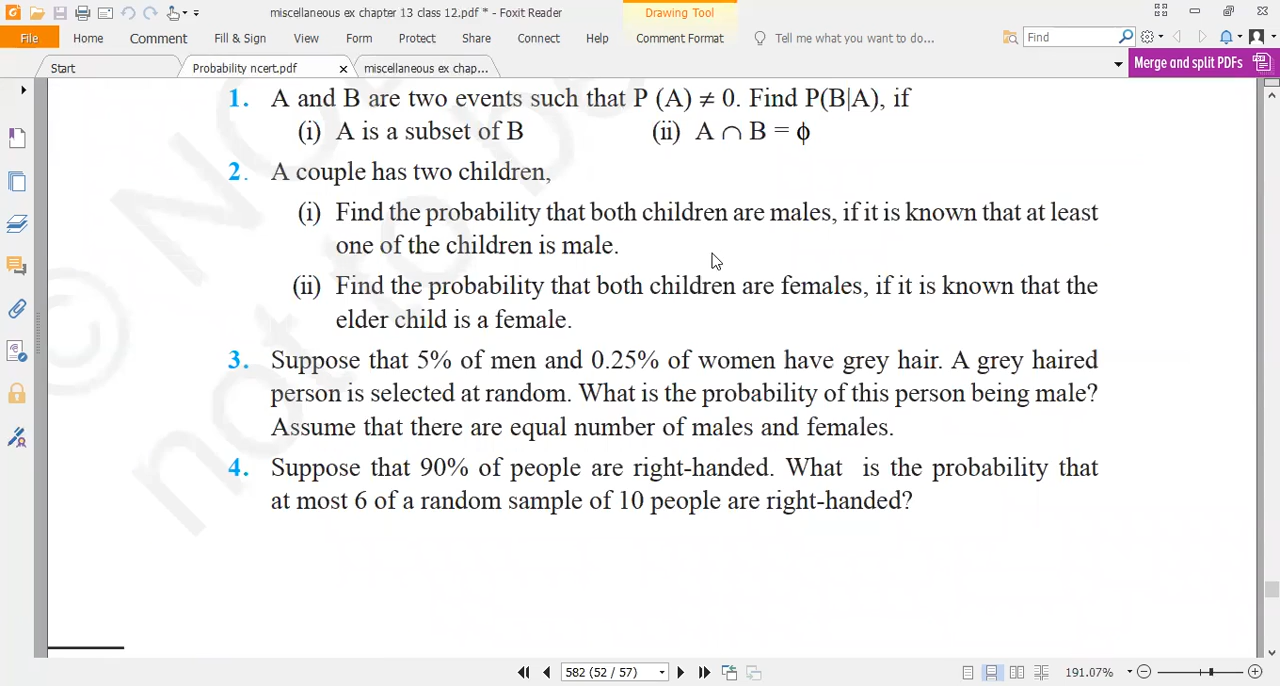 miscellaneous ex chapter 13 class 12.pdf * - Foxit Reader
Drawing Tool
File Home Comment Fill & Sign View Form Protect Share Connect Help Comment Format Tell me what you want to do... Find
Start Probability ncert.pdf miscellaneous ex chap... Merge and split PDFs
1. A and B are two events such that P (A) ≠ 0. Find P(B|A), if
(i) A is a subset of B (ii) A ∩ B = ϕ
2. A couple has two children,
(i) Find the probability that both children are males, if it is known that at least
one of the children is male.
(ii) Find the probability that both children are females, if it is known that the
elder child is a female.
3. Suppose that 5% of men and 0.25% of women have grey hair. A grey haired
person is selected at random. What is the probability of this person being male?
Assume that there are equal number of males and females.
4. Suppose that 90% of people are right-handed. What is the probability that
at most 6 of a random sample of 10 people are right-handed?
© no
not to be
582 (52 / 57) 191.07%